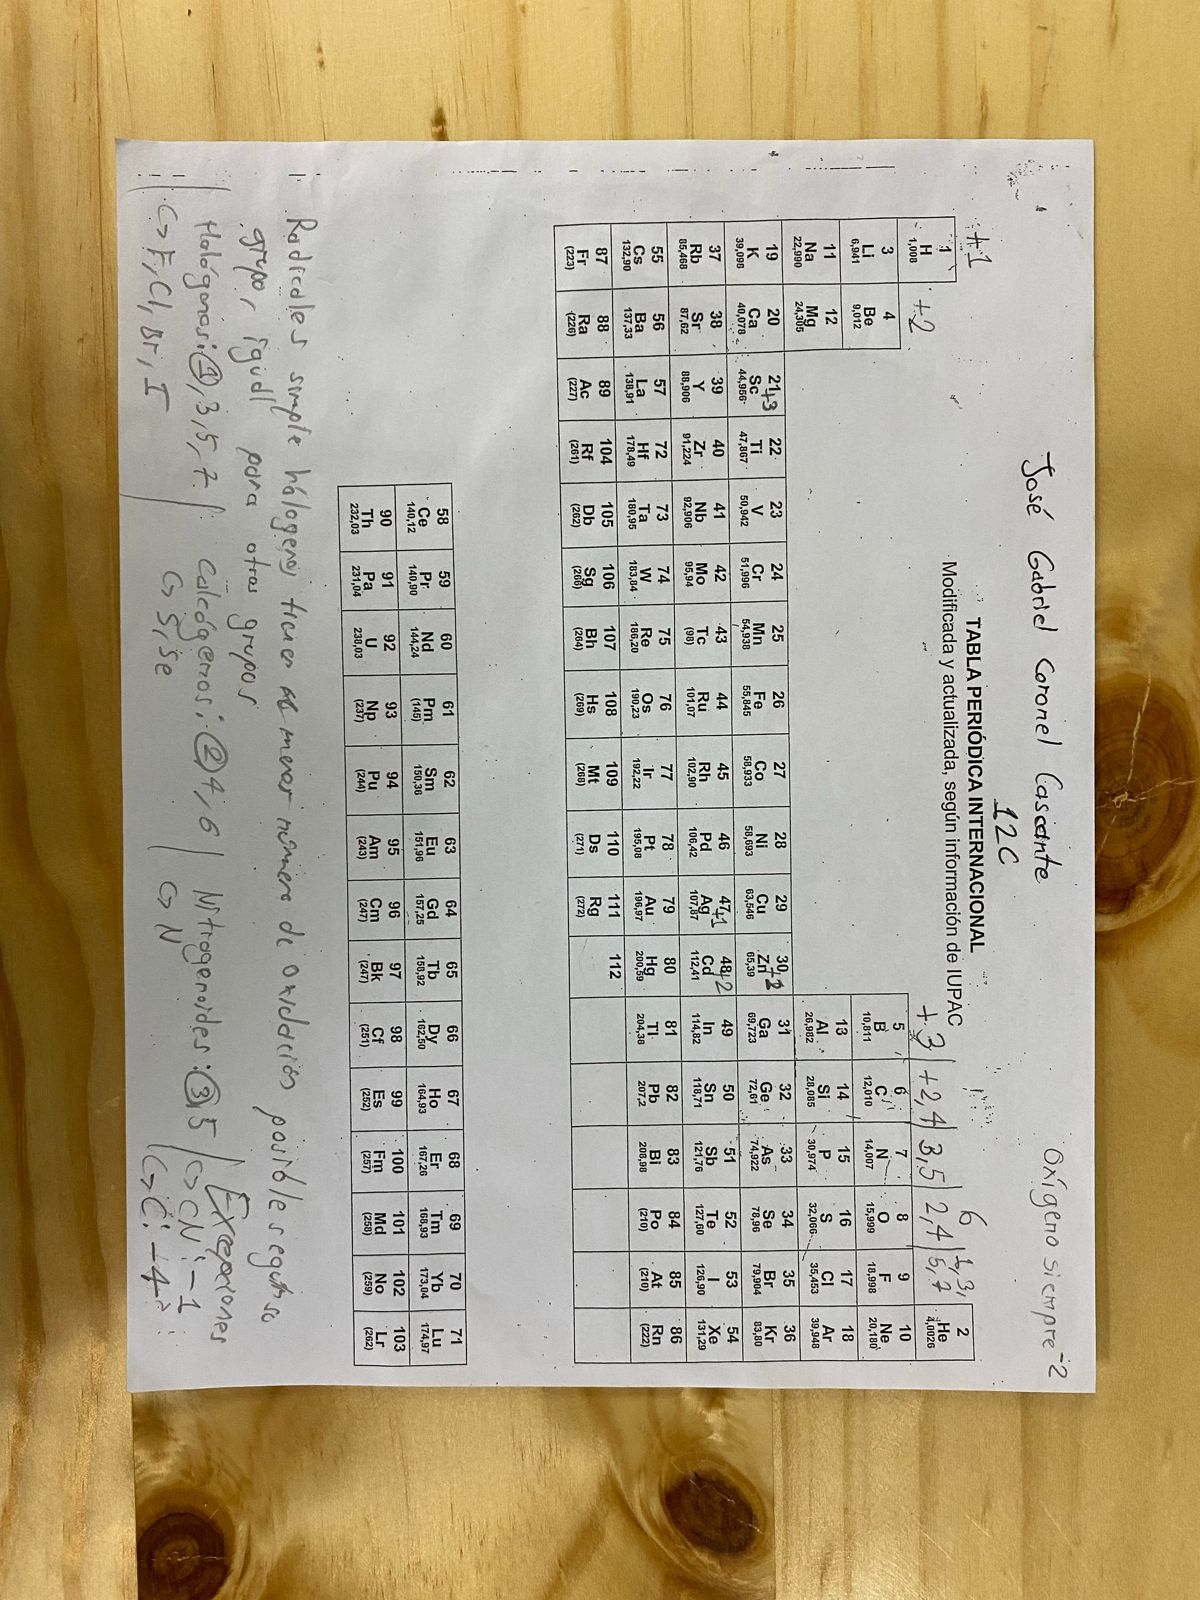 José Gabriel Coronel Cascante
12C
Oxígeno siempre -2
TABLA PERIÓDICA INTERNACIONAL
Modificada y actualizada, según información de IUPAC
+1
+2
+3 | +2,4 | 3,5 | 2,4 6 | 1,3, 5,7
1 H 1,008
2 He 4,0026
3 Li 6,941
4 Be 9,012
5 B 10,811
6 C 12,010
7 N 14,007
8 O 15,999
9 F 18,998
10 Ne 20,180
11 Na 22,990
12 Mg 24,305
13 Al 26,982
14 Si 28,085
15 P 30,974
16 S 32,066
17 Cl 35,453
18 Ar 39,948
19 K 39,098
20 Ca 40,078
21 +3 Sc 44,956
22 Ti 47,867
23 V 50,942
24 Cr 51,996
25 Mn 54,938
26 Fe 55,845
27 Co 58,933
28 Ni 58,693
29 Cu 63,546
30 +2 Zn 65,39
31 Ga 69,723
32 Ge 72,61
33 As 74,922
34 Se 78,96
35 Br 79,904
36 Kr 83,80
37 Rb 85,468
38 Sr 87,62
39 Y 88,906
40 Zr 91,224
41 Nb 92,906
42 Mo 95,94
43 Tc (98)
44 Ru 101,07
45 Rh 102,90
46 Pd 106,42
47 +1 Ag 107,87
48 +2 Cd 112,41
49 In 114,82
50 Sn 118,71
51 Sb 121,76
52 Te 127,60
53 I 126,90
54 Xe 131,29
55 Cs 132,90
56 Ba 137,33
57 La 138,91
72 Hf 178,49
73 Ta 180,95
74 W 183,84
75 Re 186,20
76 Os 190,23
77 Ir 192,22
78 Pt 195,08
79 Au 196,97
80 Hg 200,59
81 Tl 204,38
82 Pb 207,2
83 Bi 208,98
84 Po (210)
85 At (210)
86 Rn (222)
87 Fr (223)
88 Ra (226)
89 Ac (227)
104 Rf (261)
105 Db (262)
106 Sg (266)
107 Bh (264)
108 Hs (269)
109 Mt (268)
110 Ds (271)
111 Rg (272)
112
58 Ce 140,12
59 Pr 140,90
60 Nd 144,24
61 Pm (145)
62 Sm 150,36
63 Eu 151,96
64 Gd 157,25
65 Tb 158,92
66 Dy 162,50
67 Ho 164,93
68 Er 167,26
69 Tm 168,93
70 Yb 173,04
71 Lu 174,97
90 Th 232,03
91 Pa 231,04
92 U 238,03
93 Np (237)
94 Pu (244)
95 Am (243)
96 Cm (247)
97 Bk (247)
98 Cf (251)
99 Es (252)
100 Fm (257)
101 Md (258)
102 No (259)
103 Lr (262)
Radicales simple halogeno, tienen menor número de oxidación posible segun su
grupo, igual para otros grupos
Halógenos: 1, 3, 5, 7 | Calcógenos: 2, 4, 6 | Nitrogenoides: 3, 5 | Excepciones:
↳ F, Cl, Br, I
↳ S, Se
↳ N
↳ CN: -1
↳ C: +4